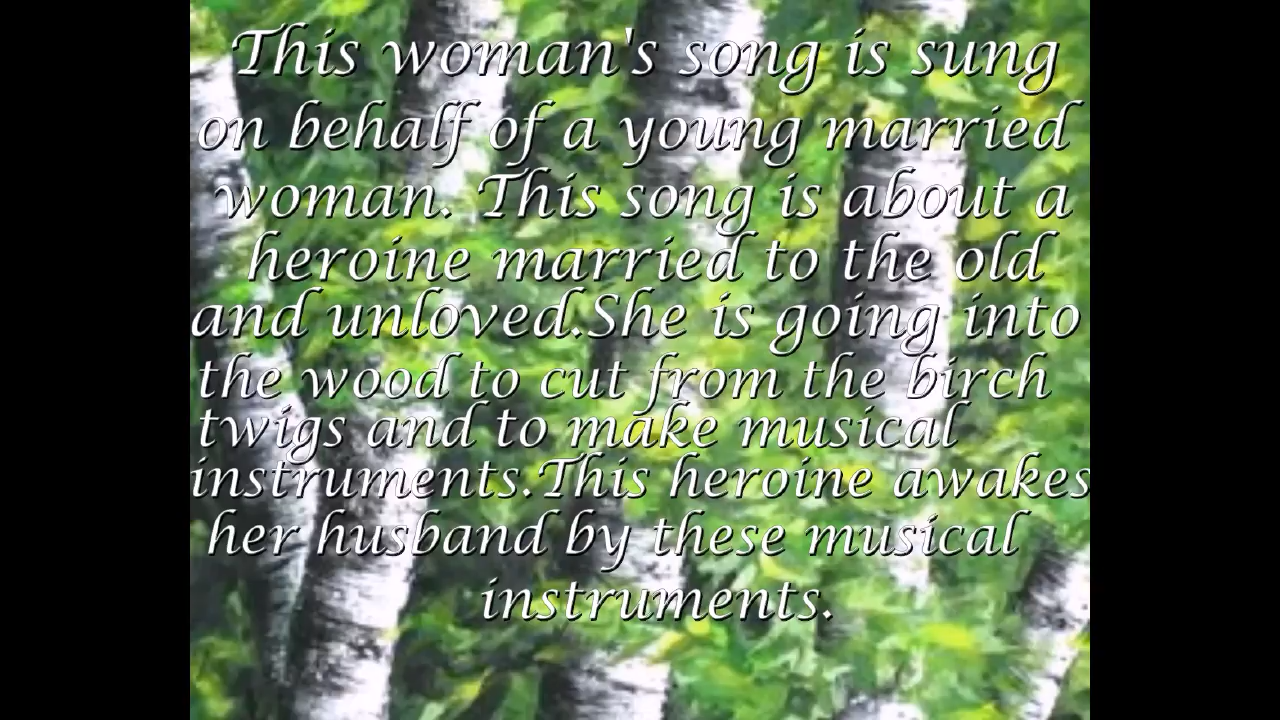 This woman's song is sung
on behalf of a young married
woman. This song is about a
heroine married to the old
and unloved.She is going into
the wood to cut from the birch
twigs and to make musical
instruments.This heroine awakes
her husband by these musical
instruments.